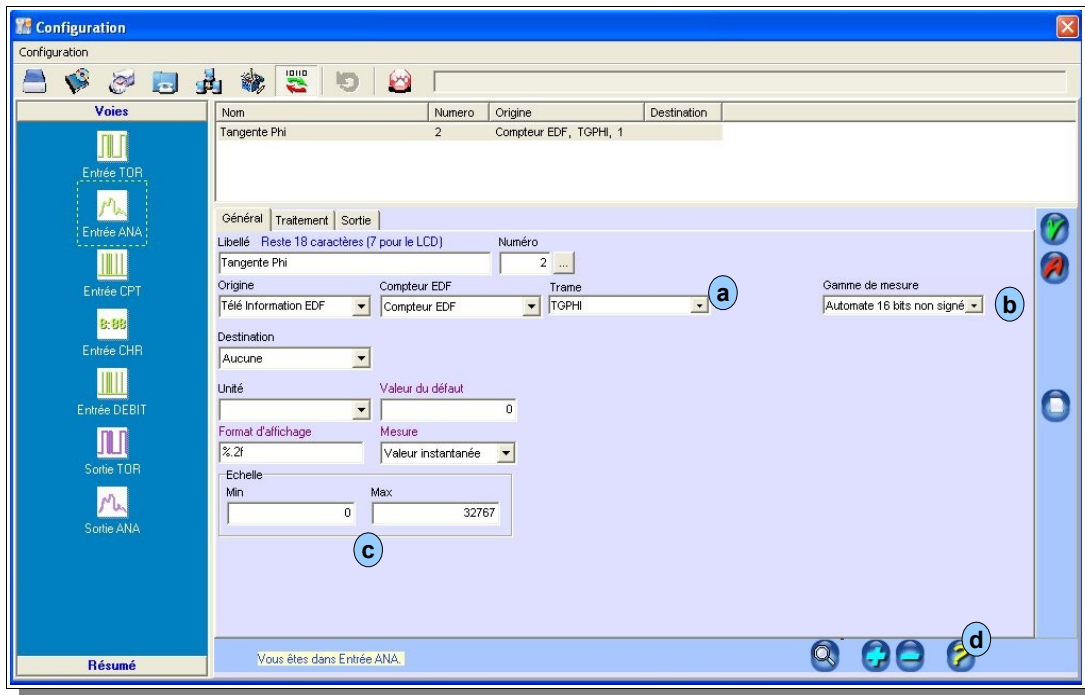 Configuration
Configuration
Voies
Entrée TOR
Entrée ANA
Entrée CPT
8:88
Entrée CHR
Entrée DEBIT
Sortie TOR
Sortie ANA
Résumé
Nom Numero Origine Destination
Tangente Phi 2 Compteur EDF, TGPHI, 1
Général Traitement Sortie
Libellé Reste 18 caractères (7 pour le LCD) Numéro
Tangente Phi 2 ...
Origine Compteur EDF Trame Gamme de mesure
Télé Information EDF Compteur EDF TGPHI a Automate 16 bits non signé b
Destination
Aucune
Unité Valeur du défaut
0
Format d'affichage Mesure
%.2f Valeur instantanée
Echelle
Min Max
0 32767
c
d
Vous êtes dans Entrée ANA.